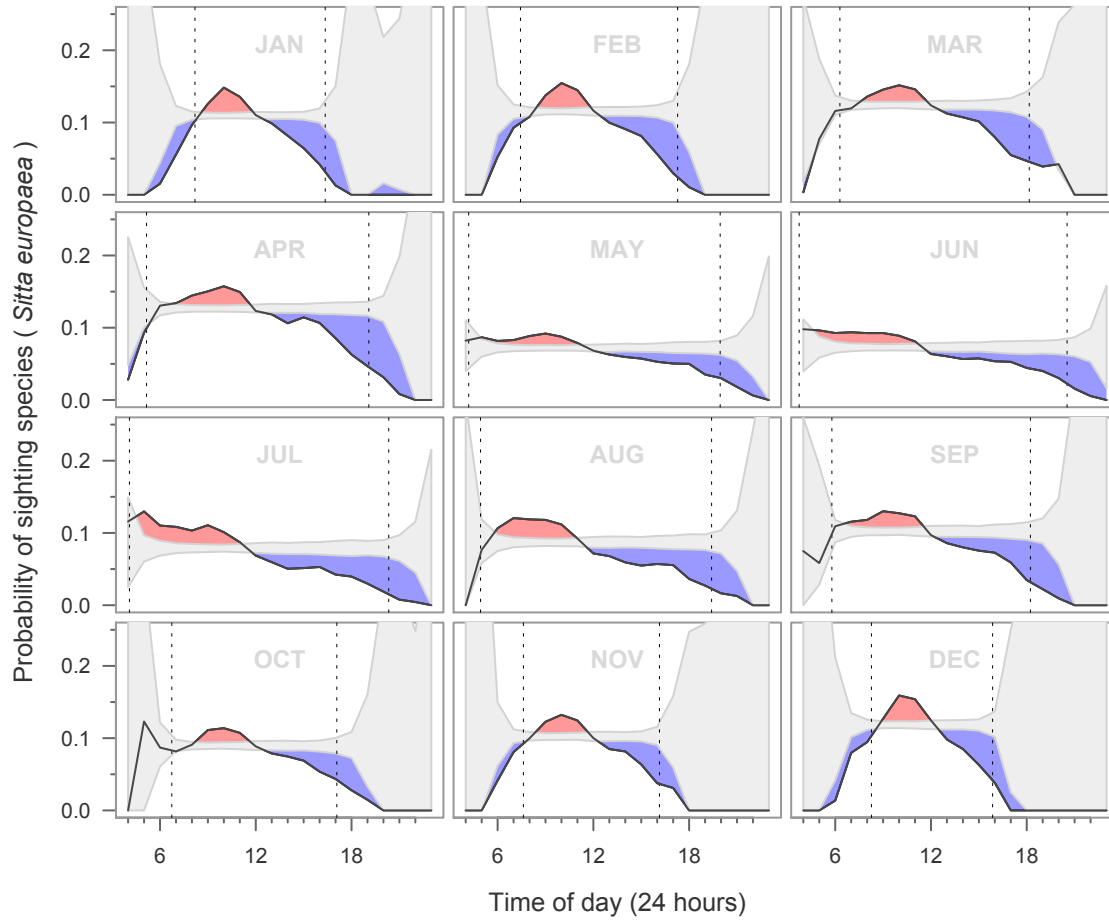 Probability of sighting species ( Sitta europaea )
JAN
FEB
MAR
0.2
0.1
0.0
APR
MAY
JUN
0.2
0.1
0.0
JUL
AUG
SEP
0.2
0.1
0.0
OCT
NOV
DEC
0.2
0.1
0.0
6 12 18 6 12 18 6 12 18
Time of day (24 hours)